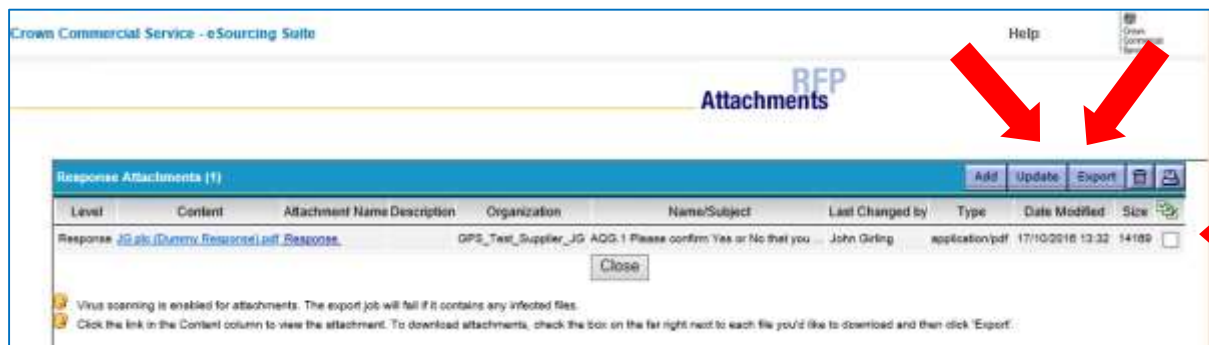 Crown Commercial Service - eSourcing Suite
Help
Crown
Commercial
Service
RFP
Attachments
Response Attachments (1)
Add Update Export
Level Content Attachment Name Description Organization Name/Subject Last Changed by Type Date Modified Size
Response JG plc (Dummy Response).pdf Response. GPS_Test_Supplier_JG AQG.1 Please confirm Yes or No that you ... John Girling application/pdf 17/10/2016 13:32 14189
Close
Virus scanning is enabled for attachments. The export job will fail if it contains any infected files.
Click the link in the Content column to view the attachment. To download attachments, check the box on the far right next to each file you'd like to download and then click 'Export'.